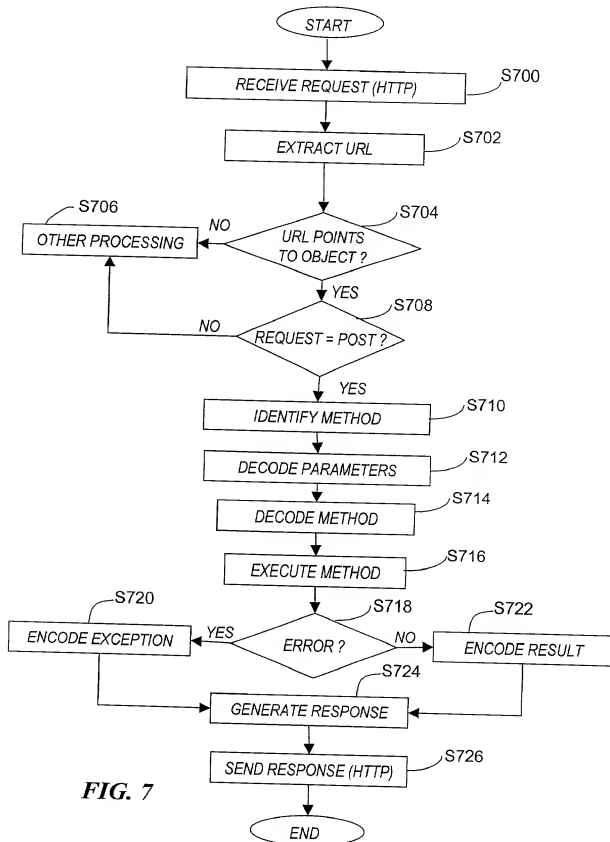 START
RECEIVE REQUEST (HTTP)
S700
EXTRACT URL
S702
S706
OTHER PROCESSING
NO
S704
URL POINTS
TO OBJECT ?
YES
S708
NO
REQUEST = POST ?
YES
IDENTIFY METHOD
S710
DECODE PARAMETERS
S712
DECODE METHOD
S714
EXECUTE METHOD
S716
S720
ENCODE EXCEPTION
YES
S718
ERROR ?
NO
S722
ENCODE RESULT
S724
GENERATE RESPONSE
SEND RESPONSE (HTTP)
S726
FIG. 7
END